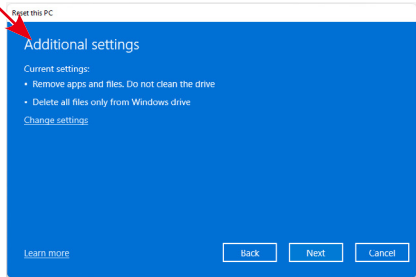 Reset this PC
Additional settings
Current settings:
• Remove apps and files. Do not clean the drive
• Delete all files only from Windows drive
Change settings
Learn more
Back
Next
Cancel